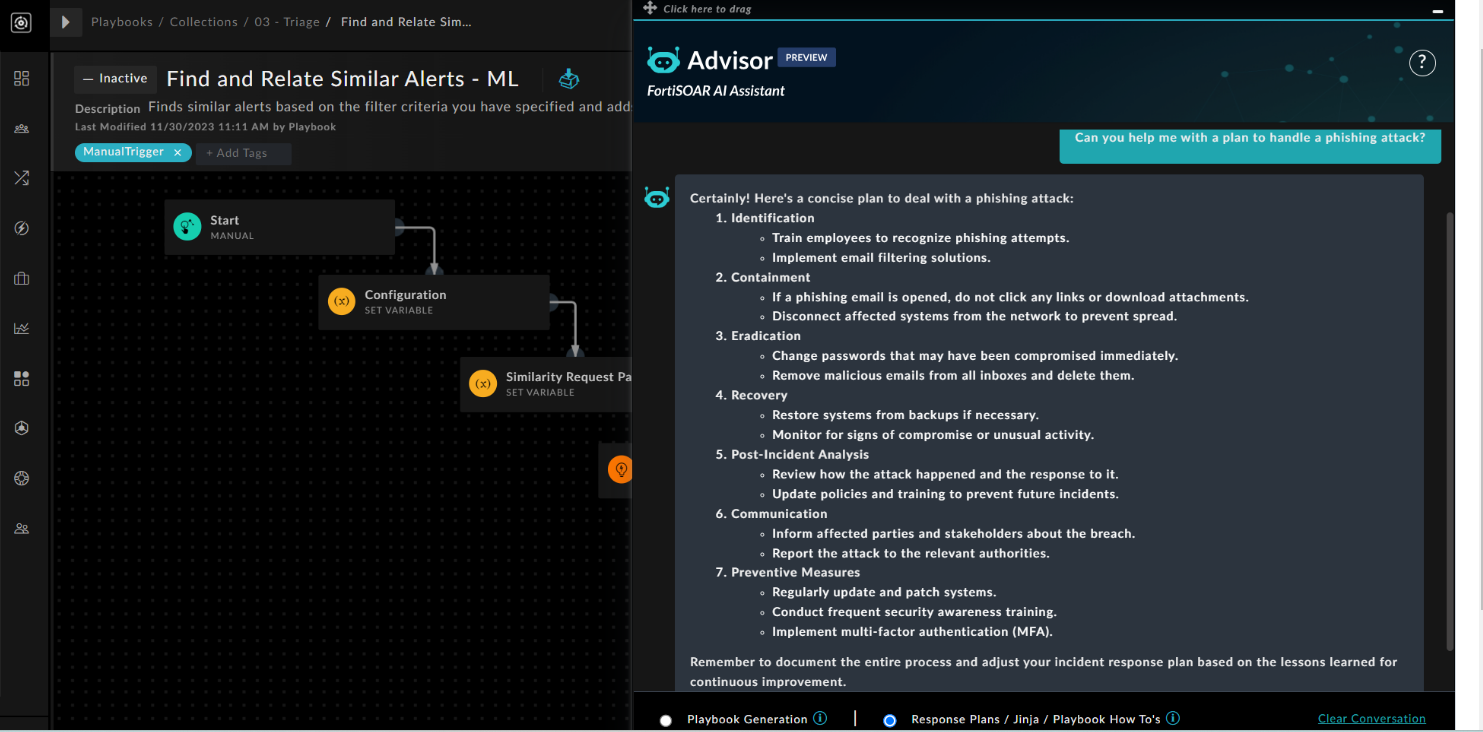 Playbooks / Collections / 03 - Triage / Find and Relate Sim...
— Inactive
Find and Relate Similar Alerts - ML
Description Finds similar alerts based on the filter criteria you have specified and add
Last Modified 11/30/2023 11:11 AM by Playbook
ManualTrigger ×
+ Add Tags
Start
MANUAL
(x)
Configuration
SET VARIABLE
(x)
Similarity Request Pa
SET VARIABLE
Click here to drag
Advisor
PREVIEW
?
FortiSOAR AI Assistant
Can you help me with a plan to handle a phishing attack?
Certainly! Here's a concise plan to deal with a phishing attack:
1. Identification
Train employees to recognize phishing attempts.
Implement email filtering solutions.
2. Containment
If a phishing email is opened, do not click any links or download attachments.
Disconnect affected systems from the network to prevent spread.
3. Eradication
Change passwords that may have been compromised immediately.
Remove malicious emails from all inboxes and delete them.
4. Recovery
Restore systems from backups if necessary.
Monitor for signs of compromise or unusual activity.
5. Post-Incident Analysis
Review how the attack happened and the response to it.
Update policies and training to prevent future incidents.
6. Communication
Inform affected parties and stakeholders about the breach.
Report the attack to the relevant authorities.
7. Preventive Measures
Regularly update and patch systems.
Conduct frequent security awareness training.
Implement multi-factor authentication (MFA).
Remember to document the entire process and adjust your incident response plan based on the lessons learned for
continuous improvement.
Playbook Generation
|
Response Plans / Jinja / Playbook How To's
Clear Conversation